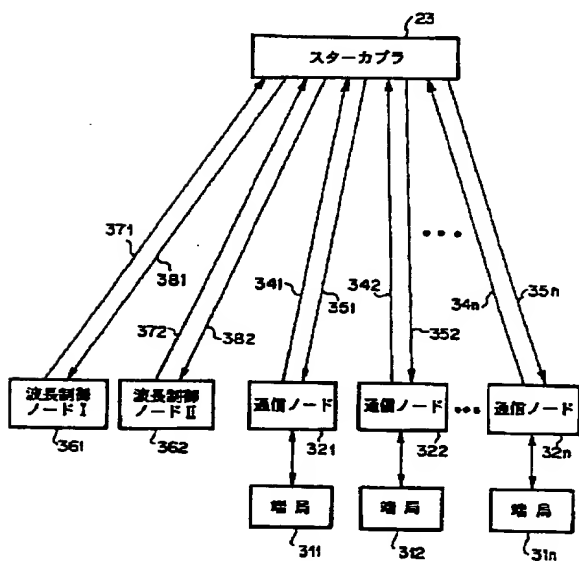 23
スターカプラ
371
381
372
382
341
351
342
352
34n
35n
波長制御
ノードⅠ
361
波長制御
ノードⅡ
362
通信ノード
321
通信ノード
322
通信ノード
32n
端局
311
端局
312
端局
31n